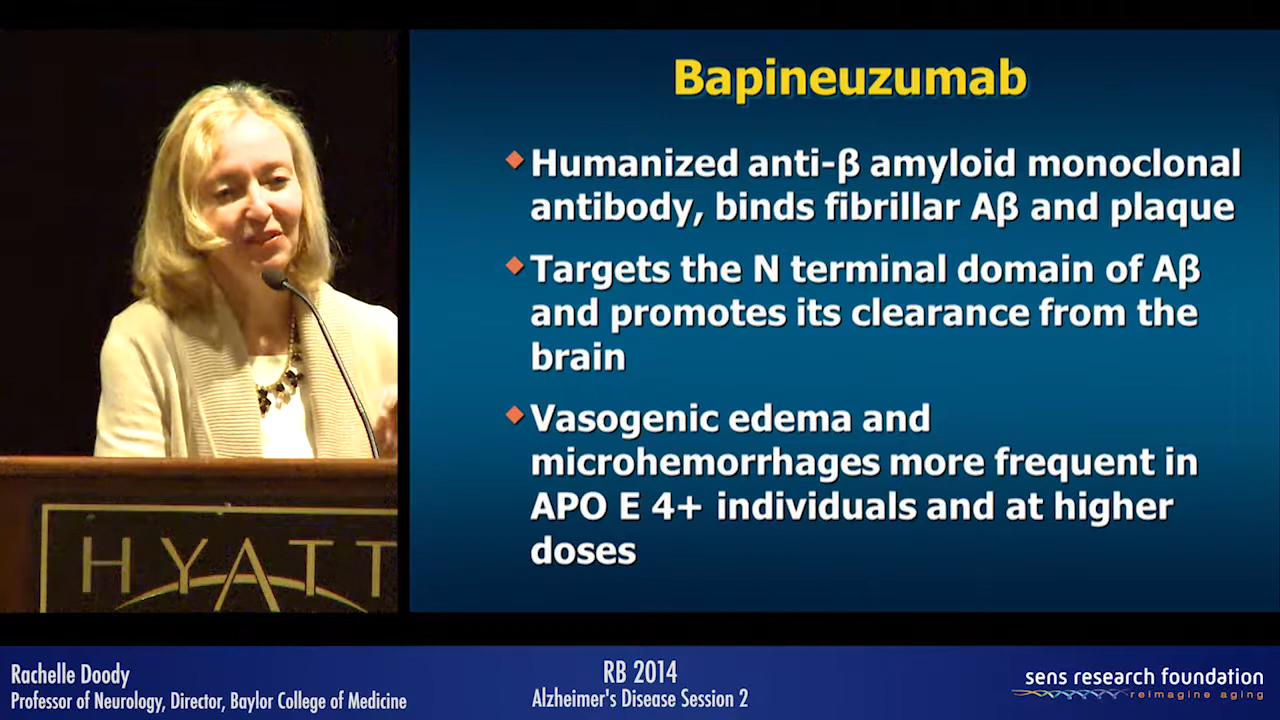 Bapineuzumab
Humanized anti-β amyloid monoclonal
antibody, binds fibrillar Aβ and plaque
Targets the N terminal domain of Aβ
and promotes its clearance from the
brain
Vasogenic edema and
microhemorrhages more frequent in
APO E 4+ individuals and at higher
doses
HYATT
Rachelle Doody
Professor of Neurology, Director, Baylor College of Medicine
RB 2014
Alzheimer's Disease Session 2
sens research foundation
reimagine aging